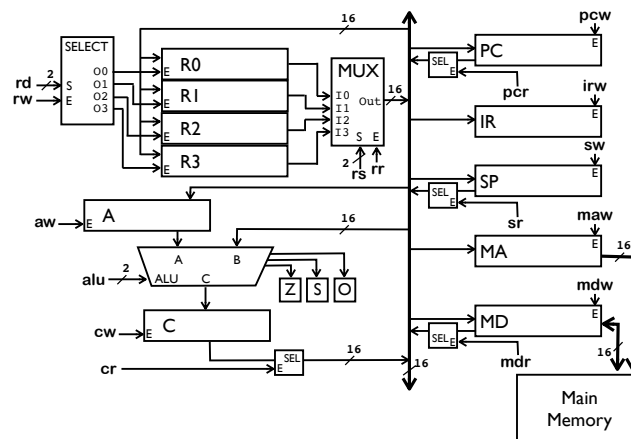 SELECT
rd
2
S
rw
E
O0
O1
O2
O3
16
E
R0
E
R1
E
R2
E
R3
MUX
I0
I1
I2
I3
Out
16
S E
2
rs
rr
pcw
E
PC
SEL
E
pcr
irw
E
IR
sw
E
SP
SEL
E
sr
maw
E
MA
16
mdw
E
MD
SEL
E
mdr
16
Main
Memory
aw
E
A
16
A
B
alu
2
ALU
C
Z
S
O
cw
E
C
cr
SEL
E
16
16